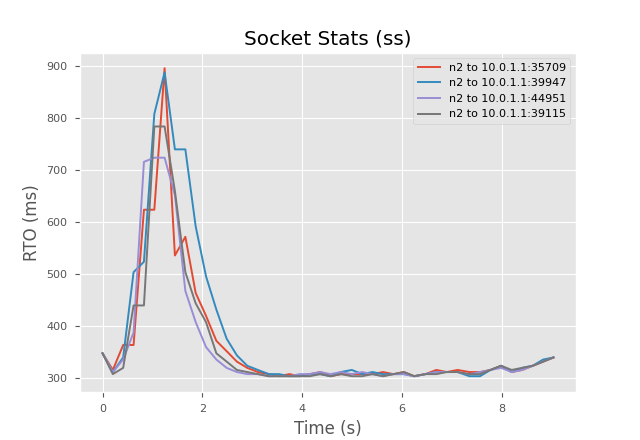 Socket Stats (ss)
n2 to 10.0.1.1:35709
n2 to 10.0.1.1:39947
n2 to 10.0.1.1:44951
n2 to 10.0.1.1:39115
RTO (ms)
900
800
700
600
500
400
300
0 2 4 6 8
Time (s)